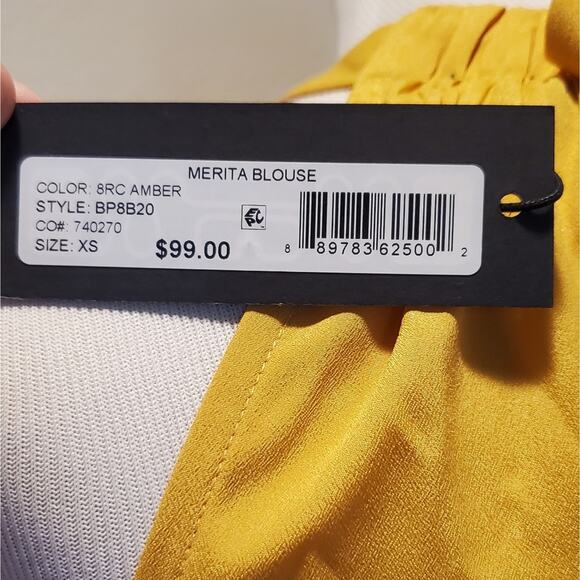 MERITA BLOUSE
COLOR: 8RC AMBER
STYLE: BP8B20
CO#: 740270
SIZE: XS
$99.00
8 89783 62500 2